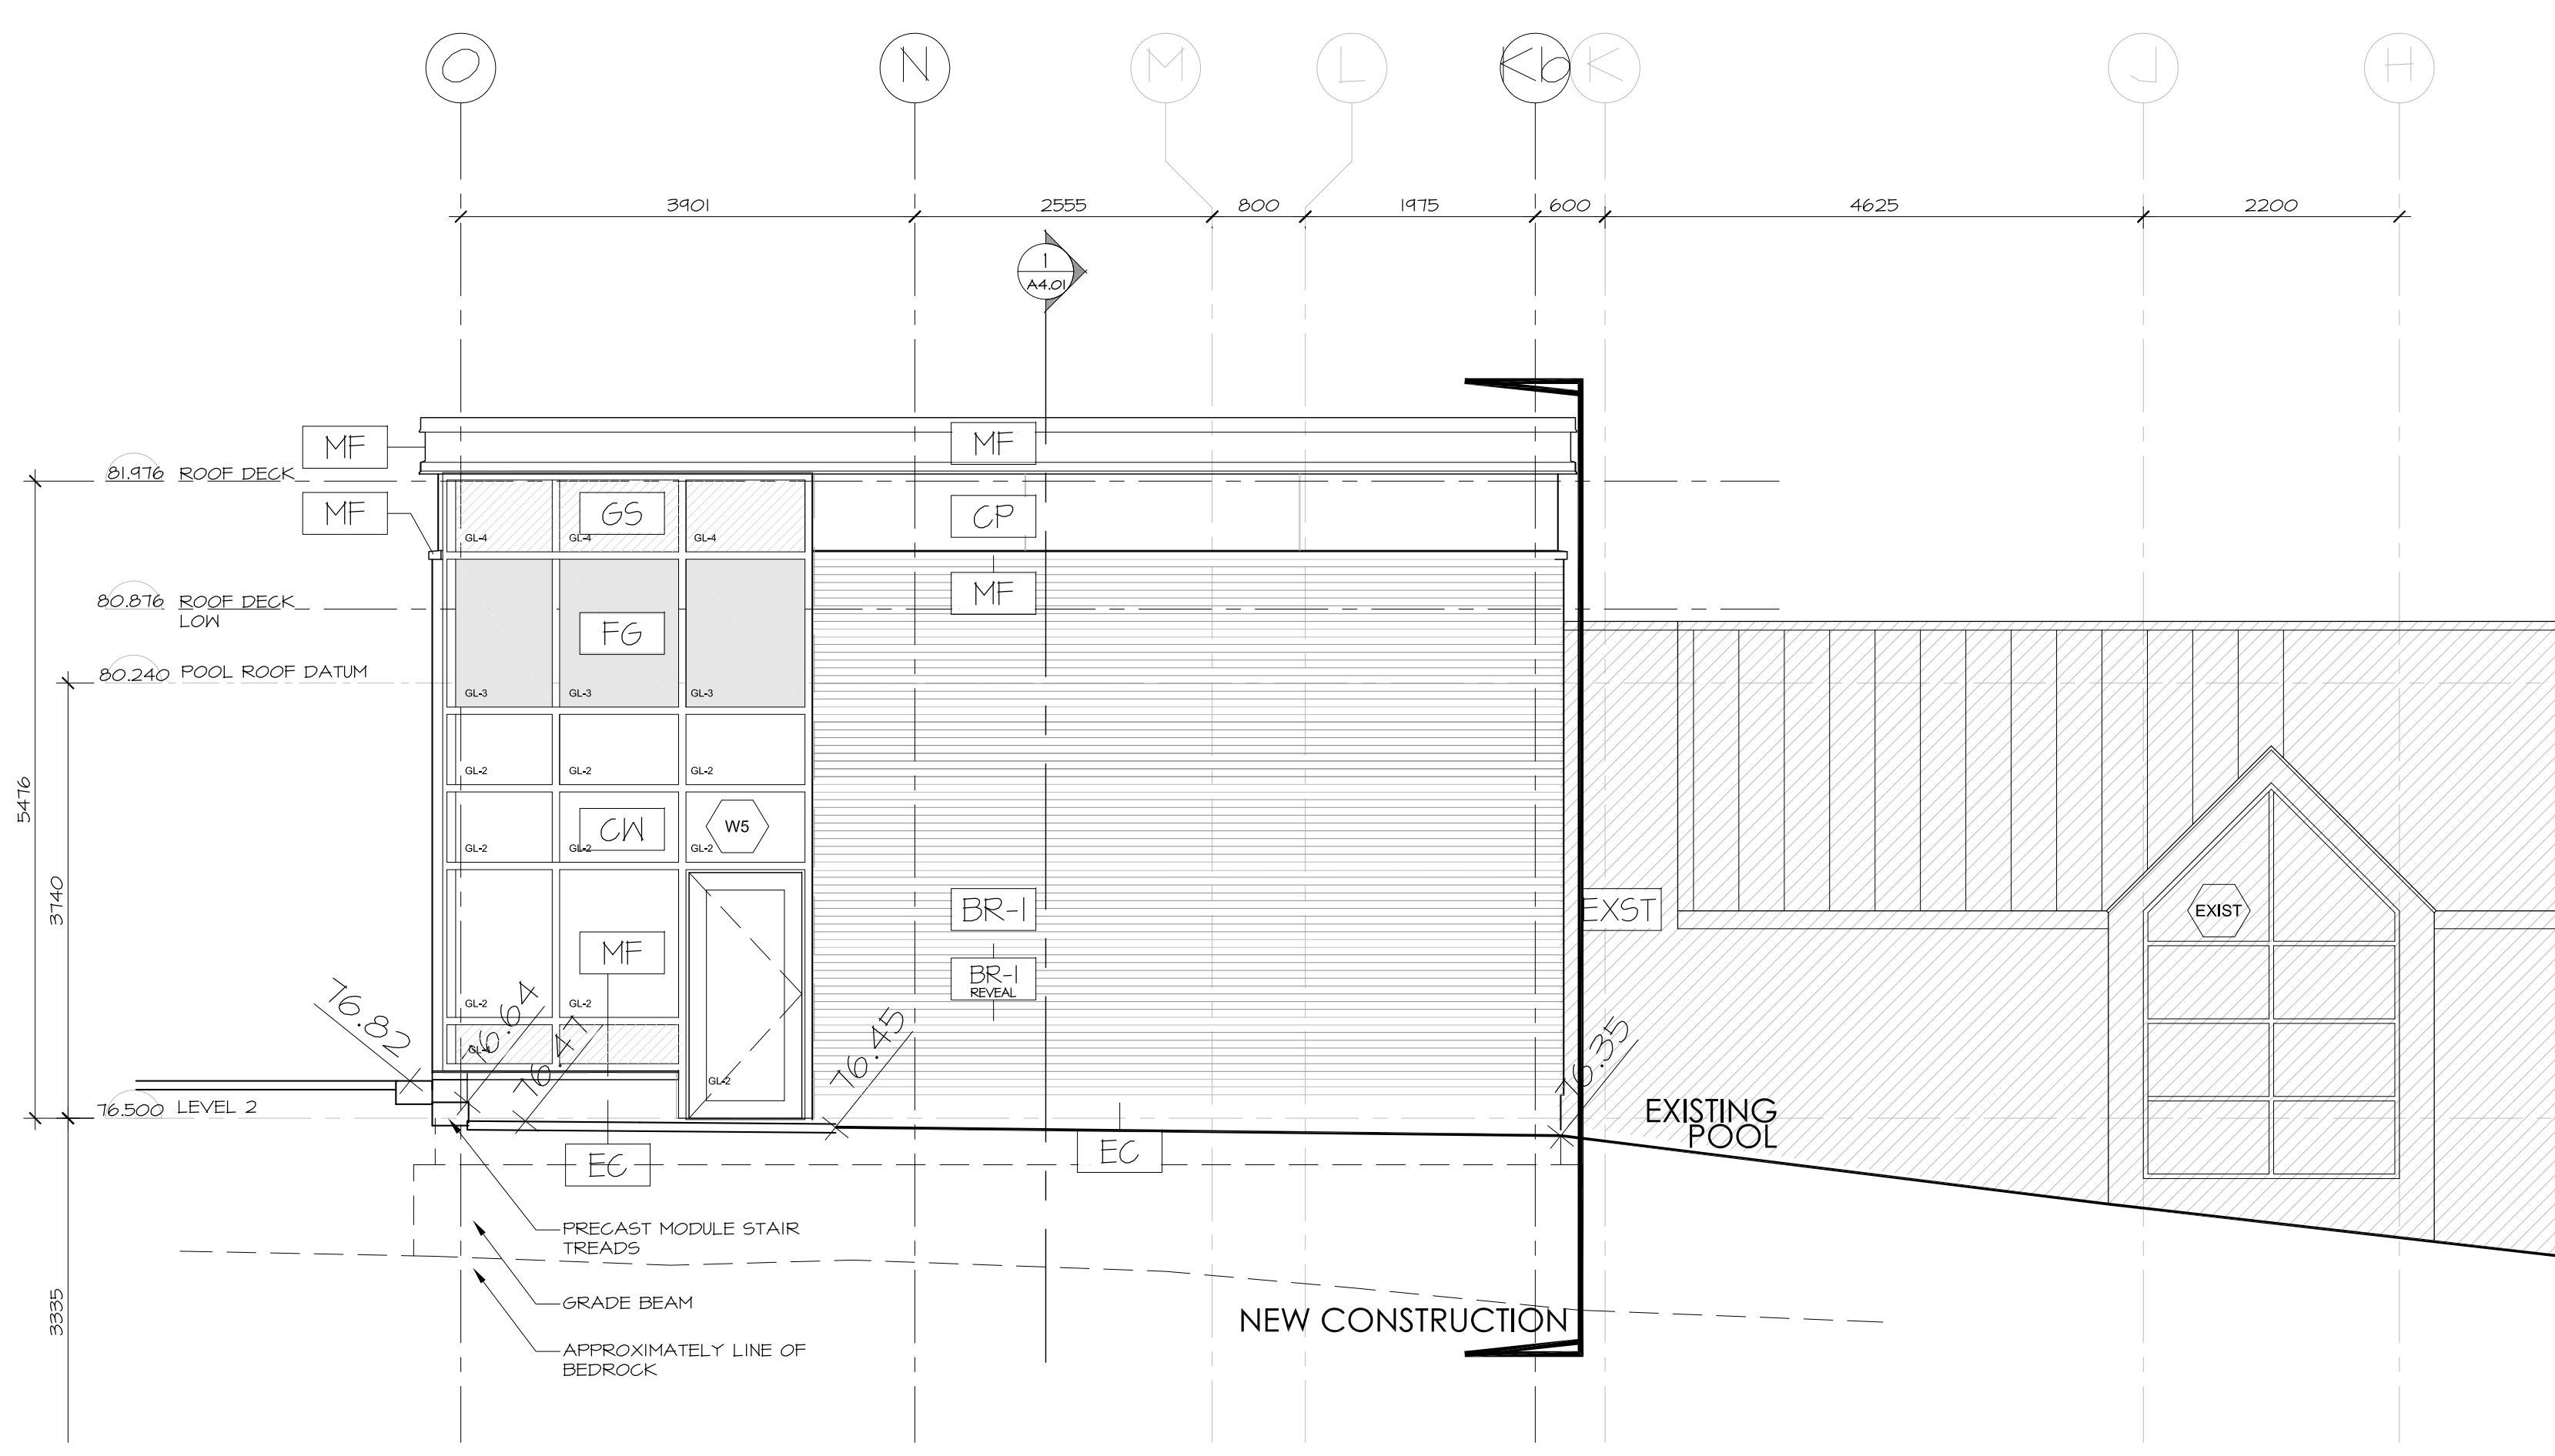 O
N
M
L
Kb
K
J
H
3901
2555
800
1975
600
4625
2200
1
A4.01
MF
MF
81.976 ROOF DECK
MF
GS
CP
GL-4
GL-4
GL-4
MF
80.876 ROOF DECK
LOW
FG
80.240 POOL ROOF DATUM
GL-3
GL-3
GL-3
GL-2
GL-2
GL-2
5476
CW
W5
GL-2
GL-2
GL-2
3740
BR-1
EXST
EXIST
MF
BR-1
REVEAL
GL-2
GL-2
76.82
76.64
76.47
76.45
76.35
GL-2
76.500 LEVEL 2
EXISTING
POOL
EC
EC
PRECAST MODULE STAIR
TREADS
GRADE BEAM
3335
NEW CONSTRUCTION
APPROXIMATELY LINE OF
BEDROCK